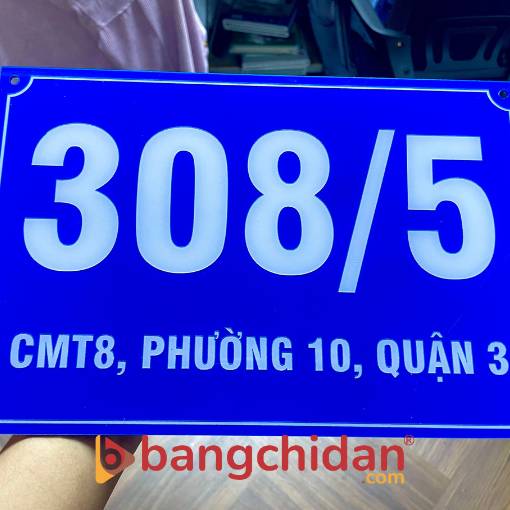 308/5
CMT8, PHƯỜNG 10, QUẬN 3
bangchidan®
.com